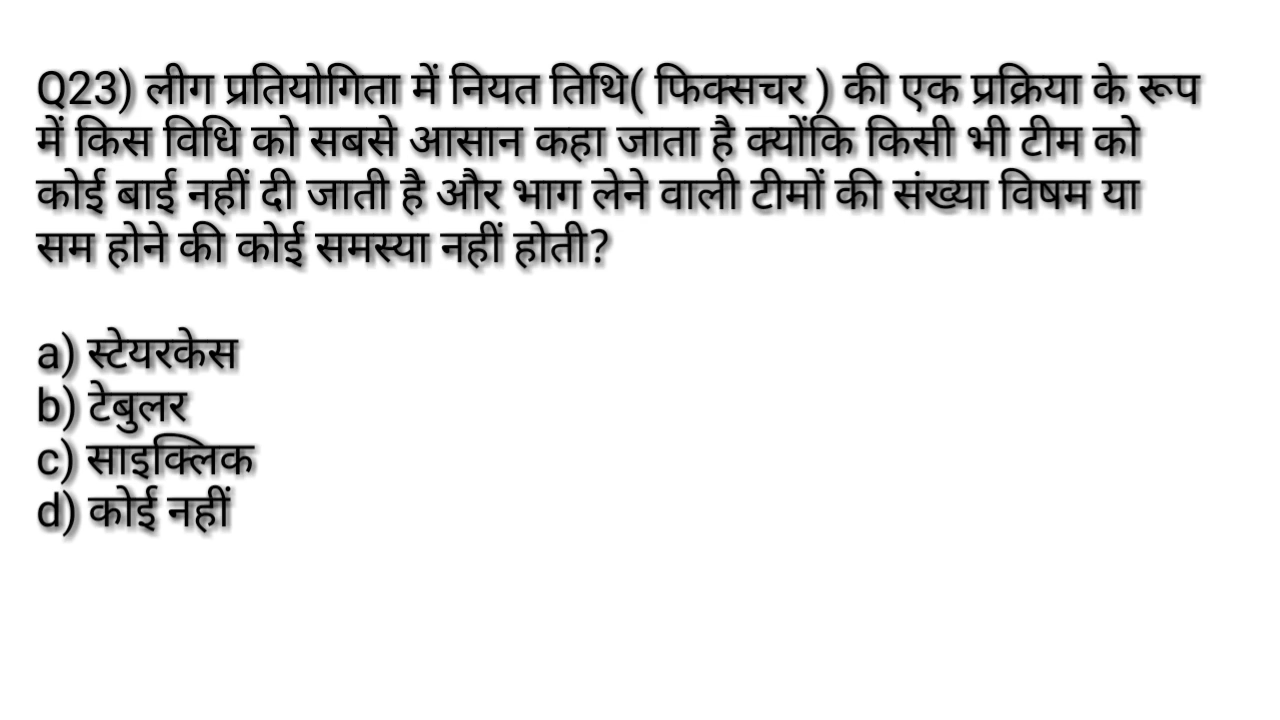 Q23) लीग प्रतियोगिता में नियत तिथि( फिक्सचर ) की एक प्रक्रिया के रूप
में किस विधि को सबसे आसान कहा जाता है क्योंकि किसी भी टीम को
कोई बाई नहीं दी जाती है और भाग लेने वाली टीमों की संख्या विषम या
सम होने की कोई समस्या नहीं होती?
a) स्टेयरकेस
b) टेबुलर
c) साइक्लिक
d) कोई नहीं